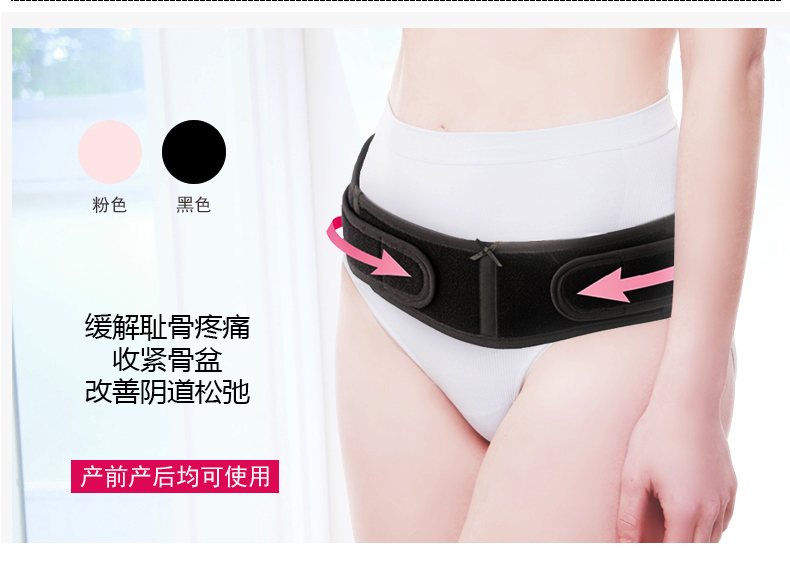 粉色
黑色
缓解耻骨疼痛
收紧骨盆
改善阴道松弛
产前产后均可使用